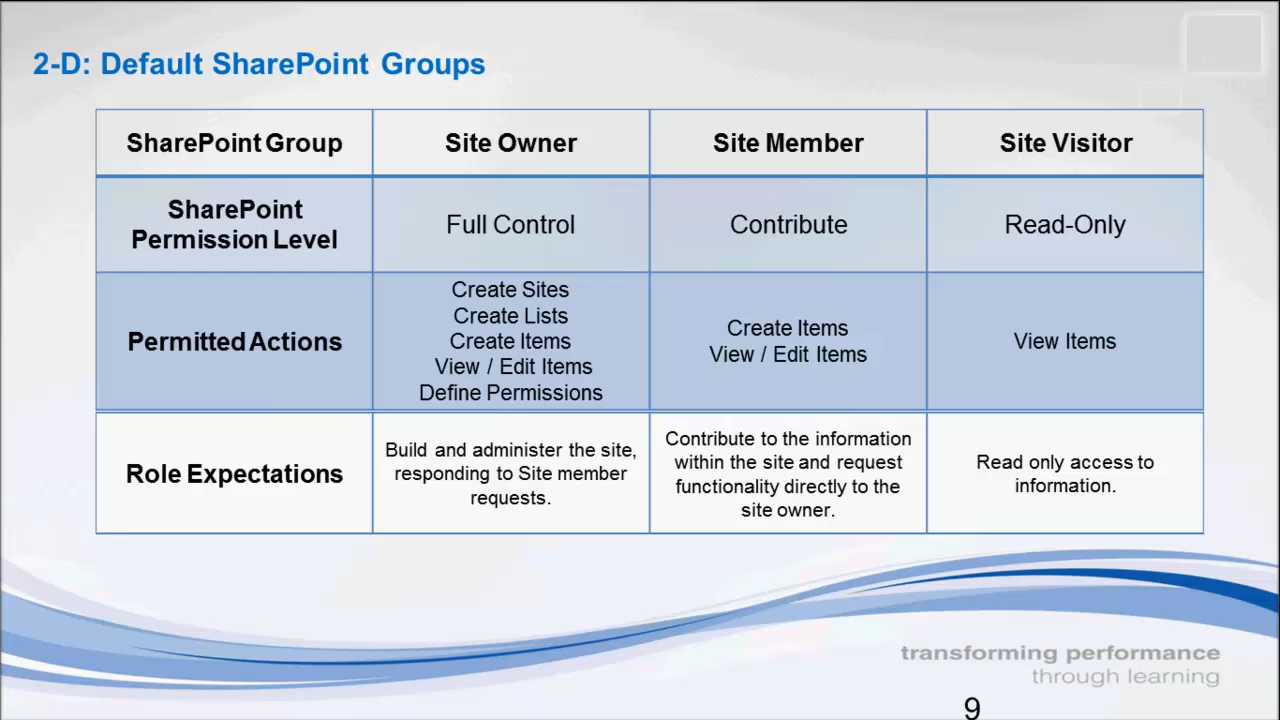 2-D: Default SharePoint Groups
SharePoint Group
Site Owner
Site Member
Site Visitor
SharePoint
Permission Level
Full Control
Contribute
Read-Only
Permitted Actions
Create Sites
Create Lists
Create Items
View / Edit Items
Define Permissions
Create Items
View / Edit Items
View Items
Role Expectations
Build and administer the site,
responding to Site member
requests.
Contribute to the information
within the site and request
functionality directly to the
site owner.
Read only access to
information.
transforming performance
through learning
9